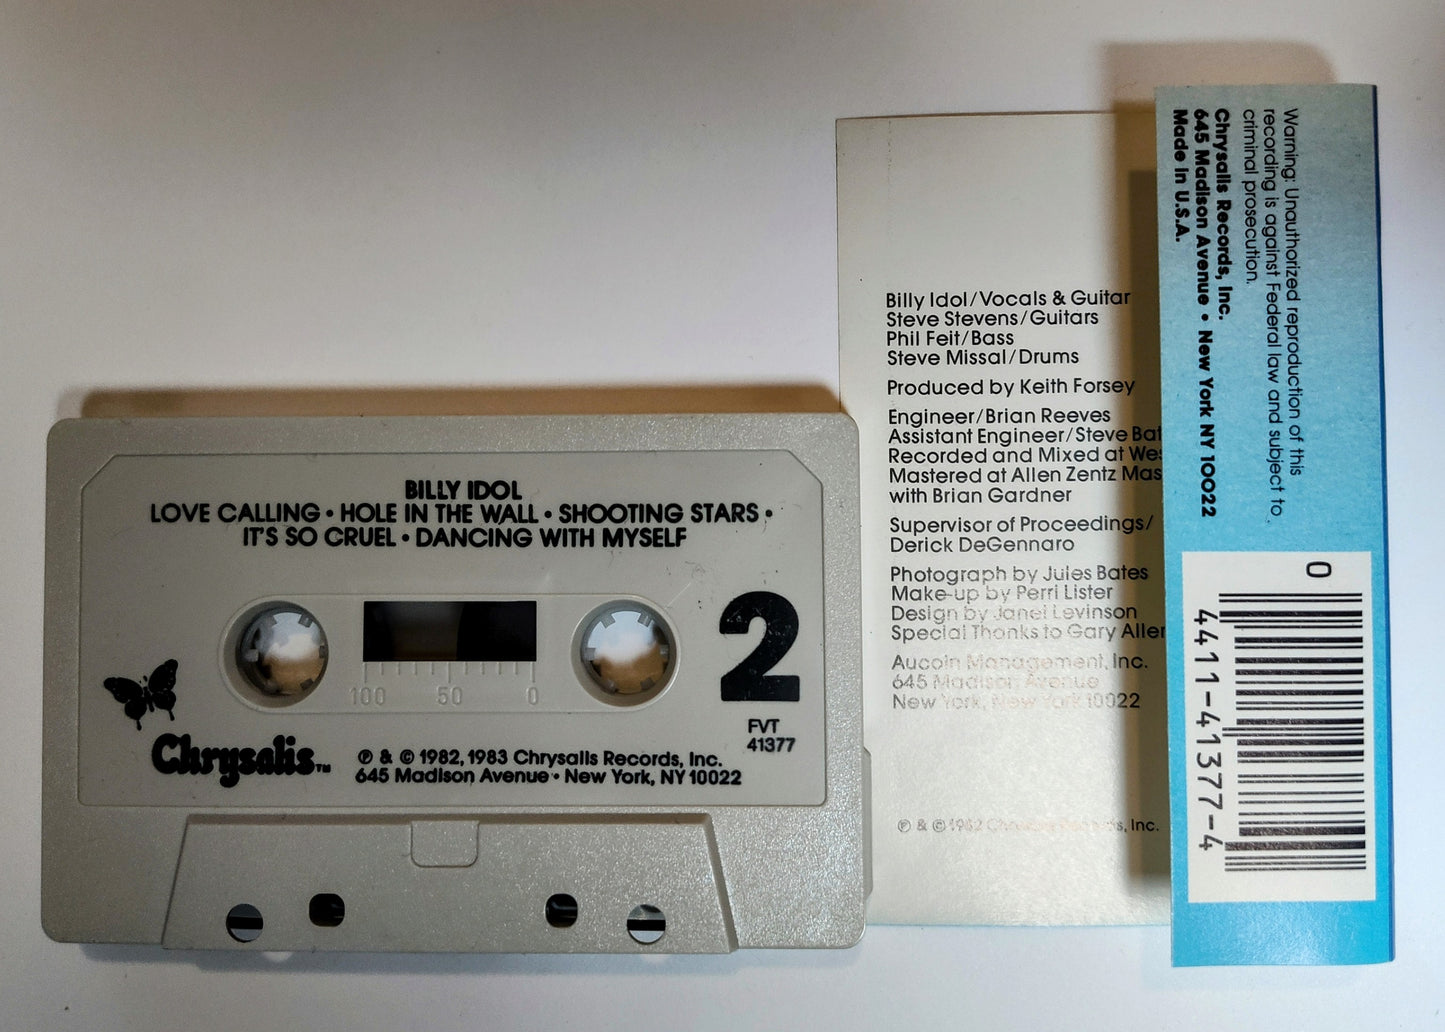 BILLY IDOL
LOVE CALLING • HOLE IN THE WALL • SHOOTING STARS •
IT'S SO CRUEL • DANCING WITH MYSELF
100 50 0
2
FVT
41377
Chrysalis™
℗ & © 1982, 1983 Chrysalis Records, Inc.
645 Madison Avenue • New York, NY 10022
Billy Idol/Vocals & Guitar
Steve Stevens/Guitars
Phil Feit/Bass
Steve Missal/Drums
Produced by Keith Forsey
Engineer/Brian Reeves
Assistant Engineer/Steve
Recorded and Mixed at
Mastered at Allen Zentz
with Brian Gardner
Supervisor of Proceedings/
Derick DeGennaro
Photograph by Jules Bates
Make-up by Perri Lister
Design by Janet Levinson
Special Thanks to Gary
Aucoin Management, Inc.
645 Madison Avenue
New York, New York 10022
℗ & © 1982 Chrysalis Records, Inc.
Warning: Unauthorized reproduction of this
recording is against Federal law and subject to
criminal prosecution.
Chrysalis Records, Inc.
645 Madison Avenue • New York NY 10022
Made In U.S.A.
0
4411-41377-4